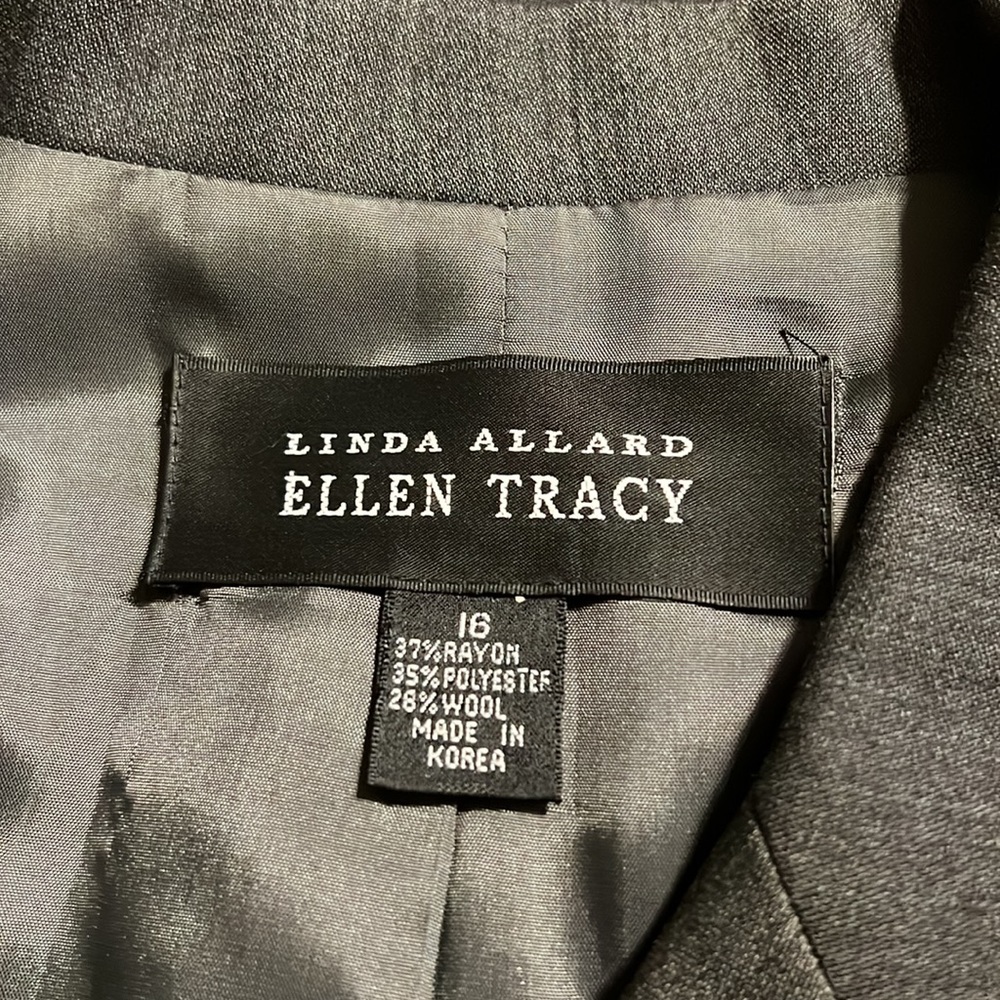 LINDA ALLARD
ELLEN TRACY
16
37%RAYON
35%POLYESTER
28%WOOL
MADE IN
KOREA